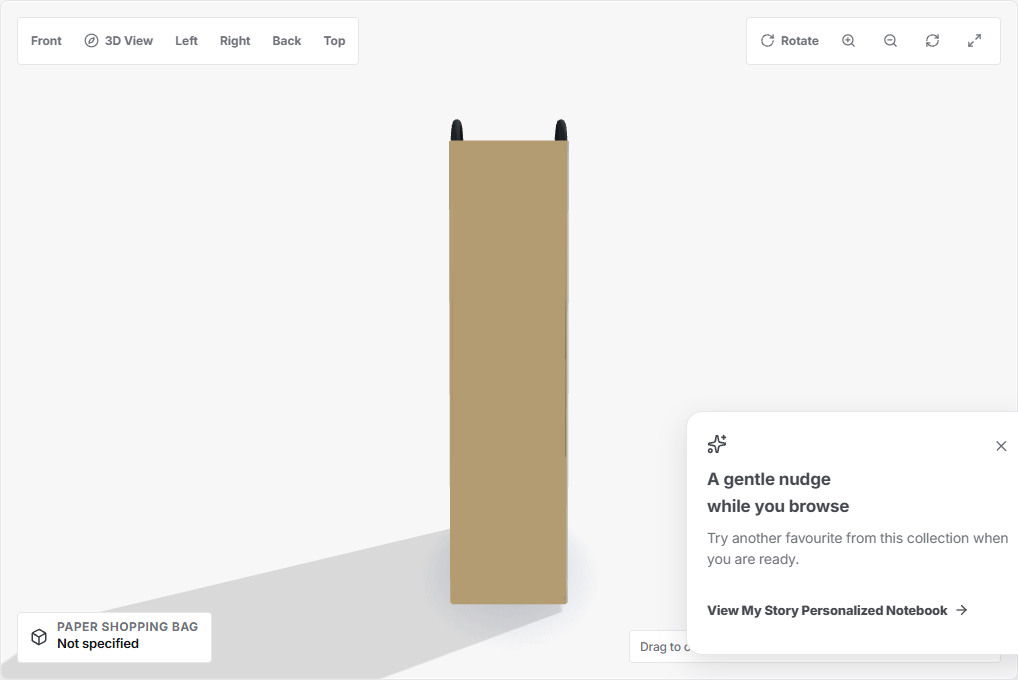 Front
3D View
Left
Right
Back
Top
Rotate
A gentle nudge
while you browse
Try another favourite from this collection when
you are ready.
View My Story Personalized Notebook
PAPER SHOPPING BAG
Not specified
Drag to